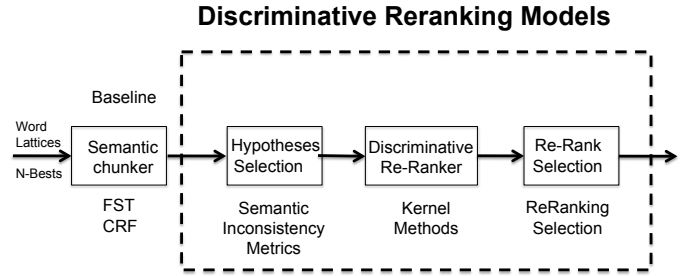 Discriminative Reranking Models
Baseline
Word
Lattices
N-Bests
Semantic
chunker
FST
CRF
Hypotheses
Selection
Semantic
Inconsistency
Metrics
Discriminative
Re-Ranker
Kernel
Methods
Re-Rank
Selection
ReRanking
Selection